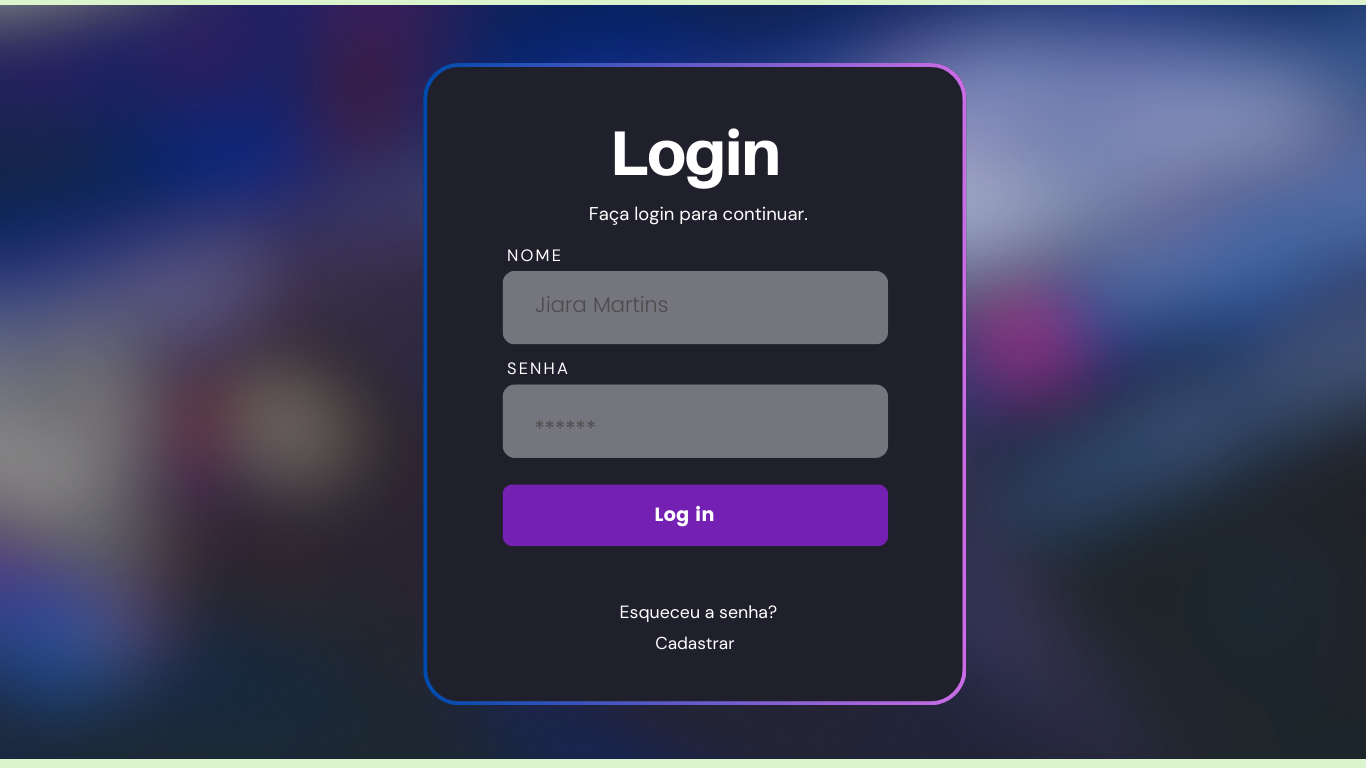 Login
Faça login para continuar.
NOME
Jiara Martins
SENHA
******
Log in
Esqueceu a senha?
Cadastrar